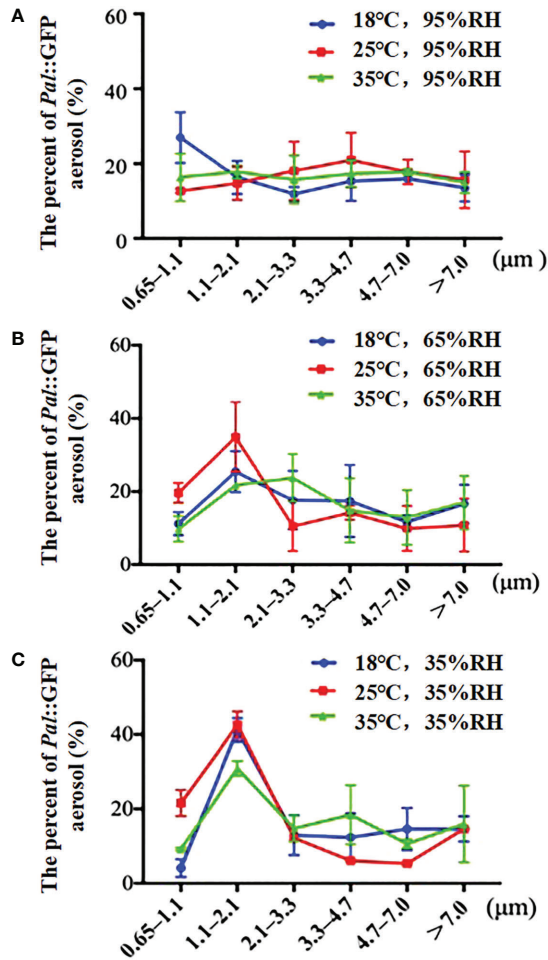 A
The percent of Pal::GFP
aerosol (%)
60
40
20
0
18°C, 95%RH
25°C, 95%RH
35°C, 95%RH
0.65–1.1
1.1–2.1
2.1–3.3
3.3–4.7
4.7–7.0
>7.0
(μm )
B
The percent of Pal::GFP
aerosol (%)
60
40
20
0
18°C, 65%RH
25°C, 65%RH
35°C, 65%RH
0.65–1.1
1.1–2.1
2.1–3.3
3.3–4.7
4.7–7.0
>7.0
(μm)
C
The percent of Pal::GFP
aerosol (%)
60
40
20
0
18°C, 35%RH
25°C, 35%RH
35°C, 35%RH
0.65–1.1
1.1–2.1
2.1–3.3
3.3–4.7
4.7–7.0
>7.0
(μm)